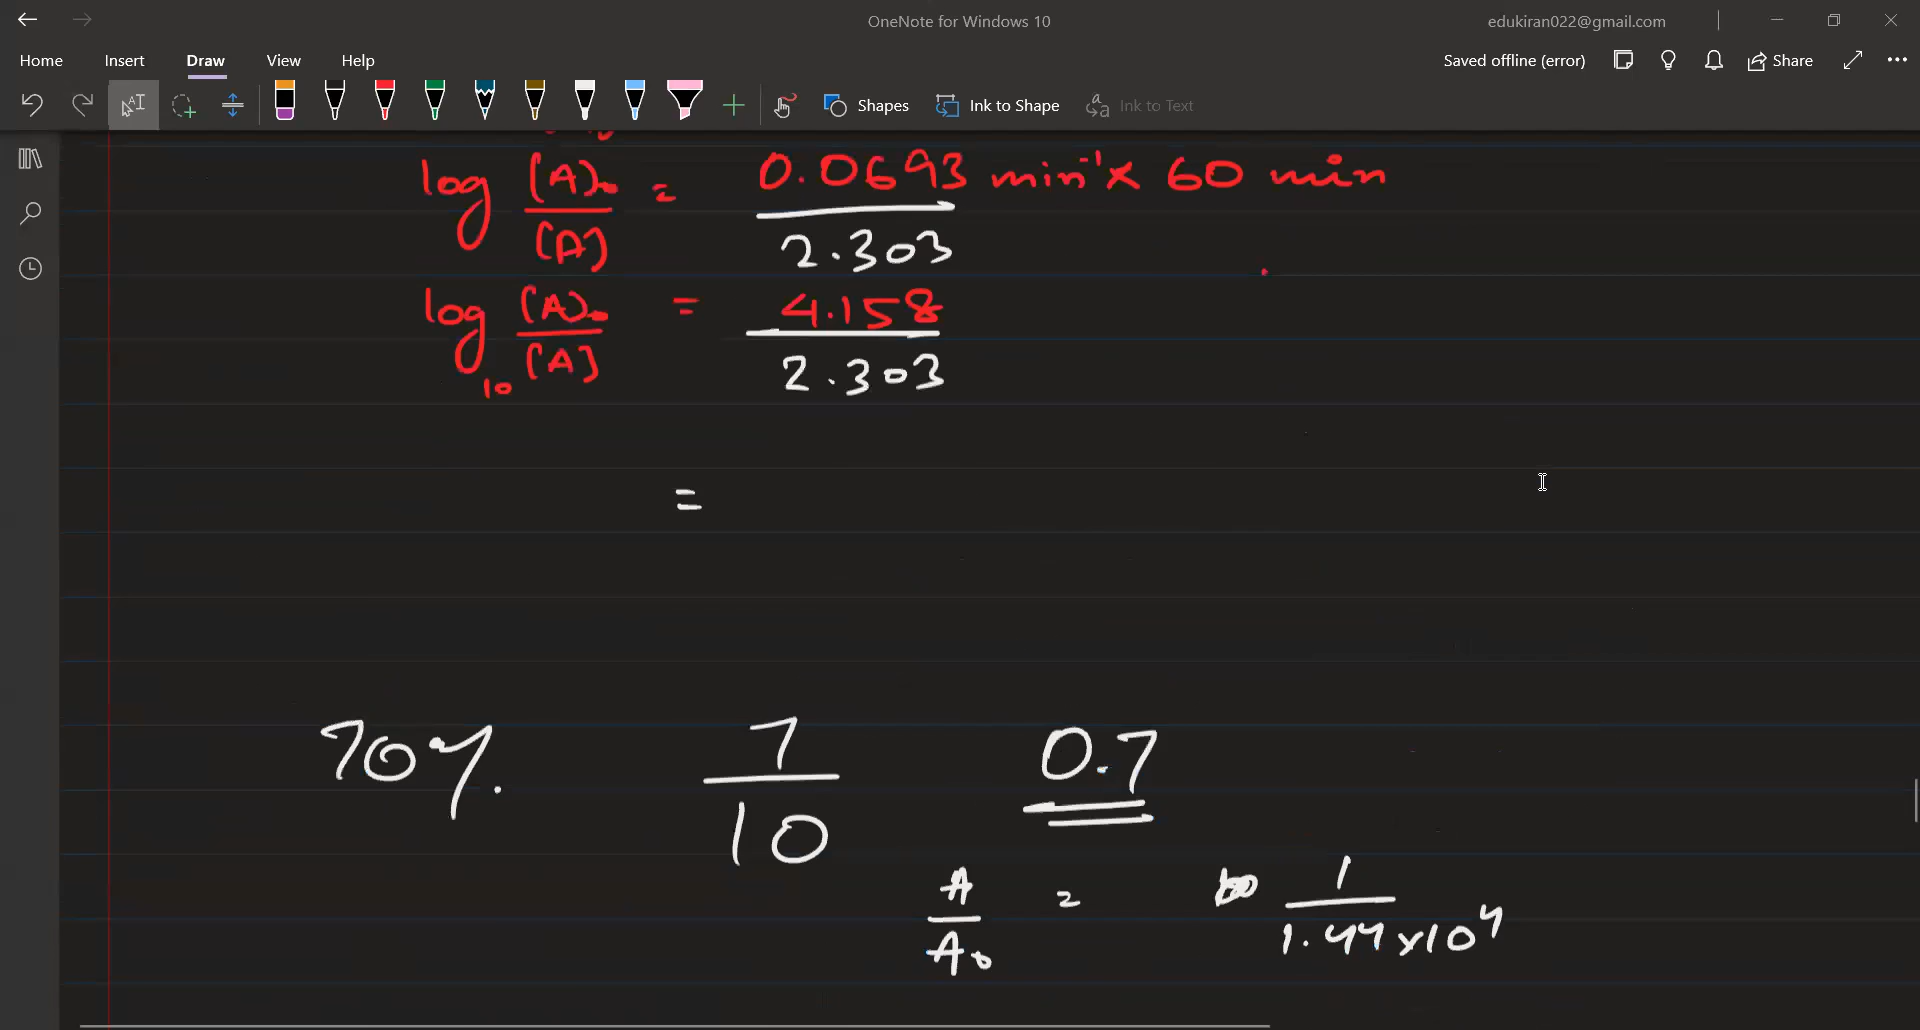 OneNote for Windows 10
edukiran022@gmail.com
Home Insert Draw View Help
Saved offline (error) Share
Shapes Ink to Shape Ink to Text
log [A]₀ / [A] = 0.0693 min⁻¹ × 60 min / 2.303
log₁₀ [A]₀ / [A] = 4.158 / 2.303
=
70%. 7 / 10 0.7
A / A₀ = 1 / 1.44×10⁴